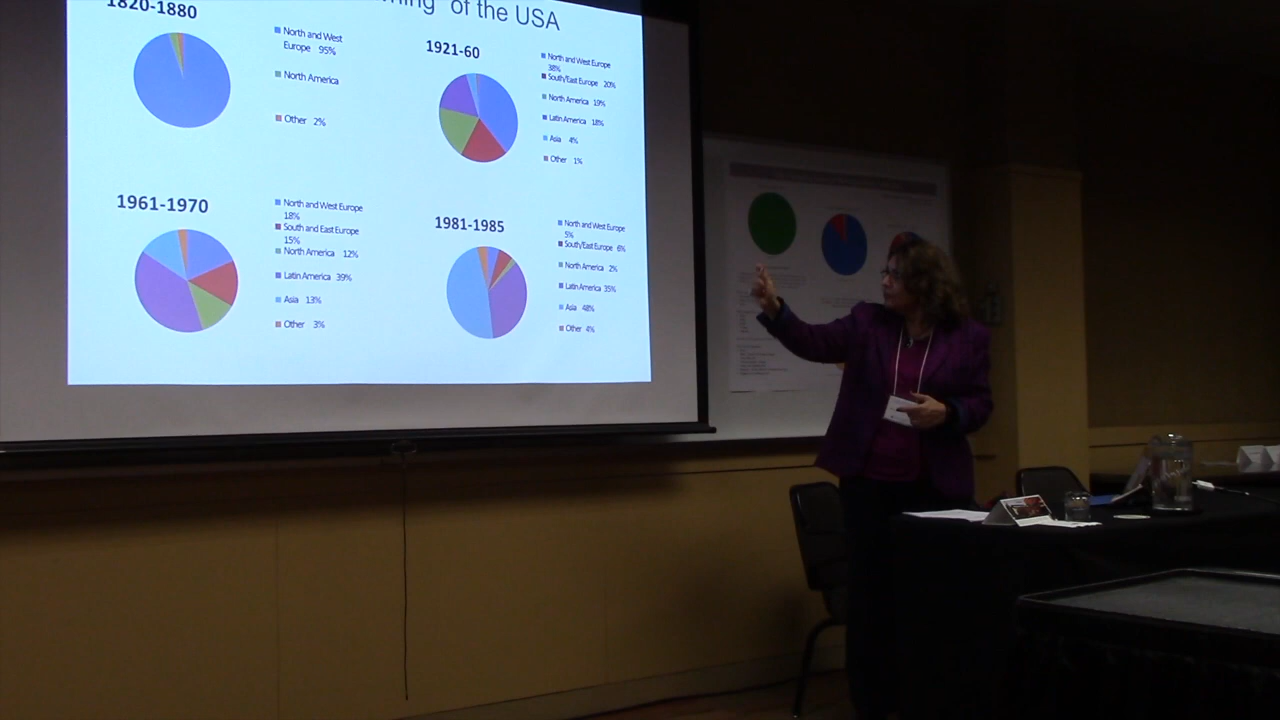 of the USA
1820-1880
North and West
Europe 95%
North America
Other 2%
1921-60
North and West Europe
38%
South/East Europe 20%
North America 19%
Latin America 18%
Asia 4%
Other 1%
1961-1970
North and West Europe
18%
South and East Europe
15%
North America 12%
Latin America 39%
Asia 13%
Other 3%
1981-1985
North and West Europe
5%
South/East Europe 6%
North America 2%
Latin America 35%
Asia 48%
Other 4%